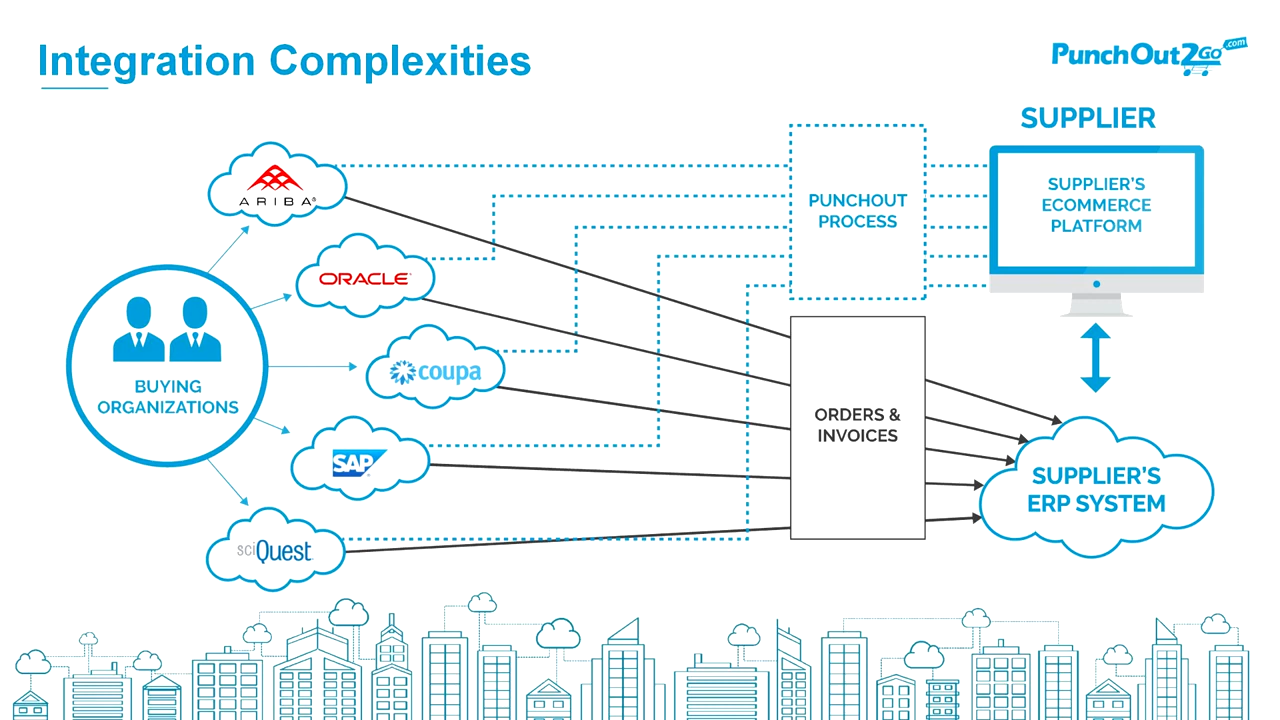 Integration Complexities
PunchOut2Go.com
SUPPLIER
ARIBA®
PUNCHOUT
PROCESS
SUPPLIER'S
ECOMMERCE
PLATFORM
ORACLE®
BUYING
ORGANIZATIONS
coupa
ORDERS &
INVOICES
SAP
SUPPLIER'S
ERP SYSTEM
sciQuest